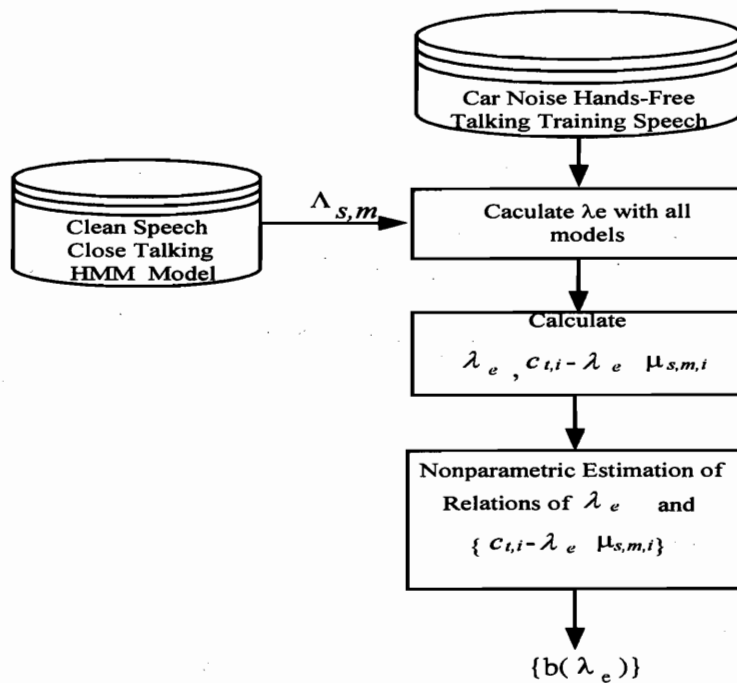 Car Noise Hands-Free
Talking Training Speech
Clean Speech
Close Talking
HMM Model
Λs,m
Caculate λe with all
models
Calculate
λe , ct,i- λe μs,m,i
Nonparametric Estimation of
Relations of λe and
{ ct,i- λe μs,m,i}
{b(λe)}